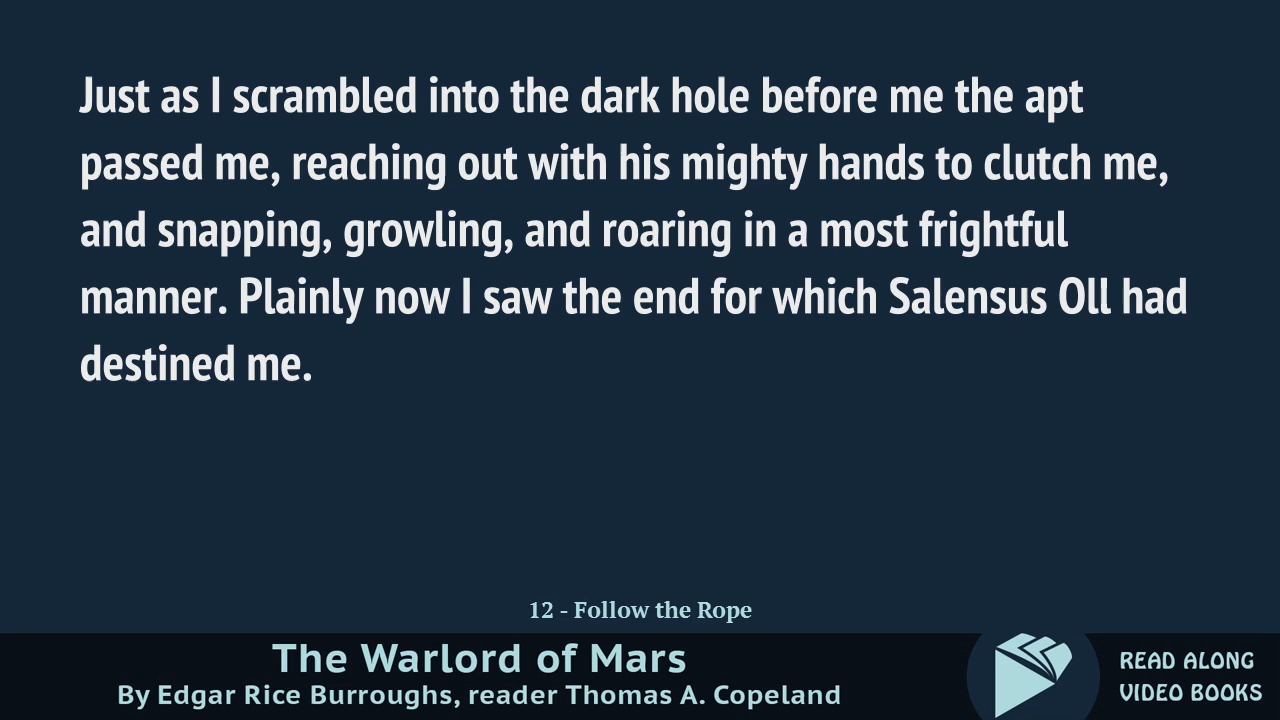 Just as I scrambled into the dark hole before me the apt
passed me, reaching out with his mighty hands to clutch me,
and snapping, growling, and roaring in a most frightful
manner. Plainly now I saw the end for which Salensus Oll had
destined me.
12 - Follow the Rope
The Warlord of Mars
By Edgar Rice Burroughs, reader Thomas A. Copeland
READ ALONG
VIDEO BOOKS